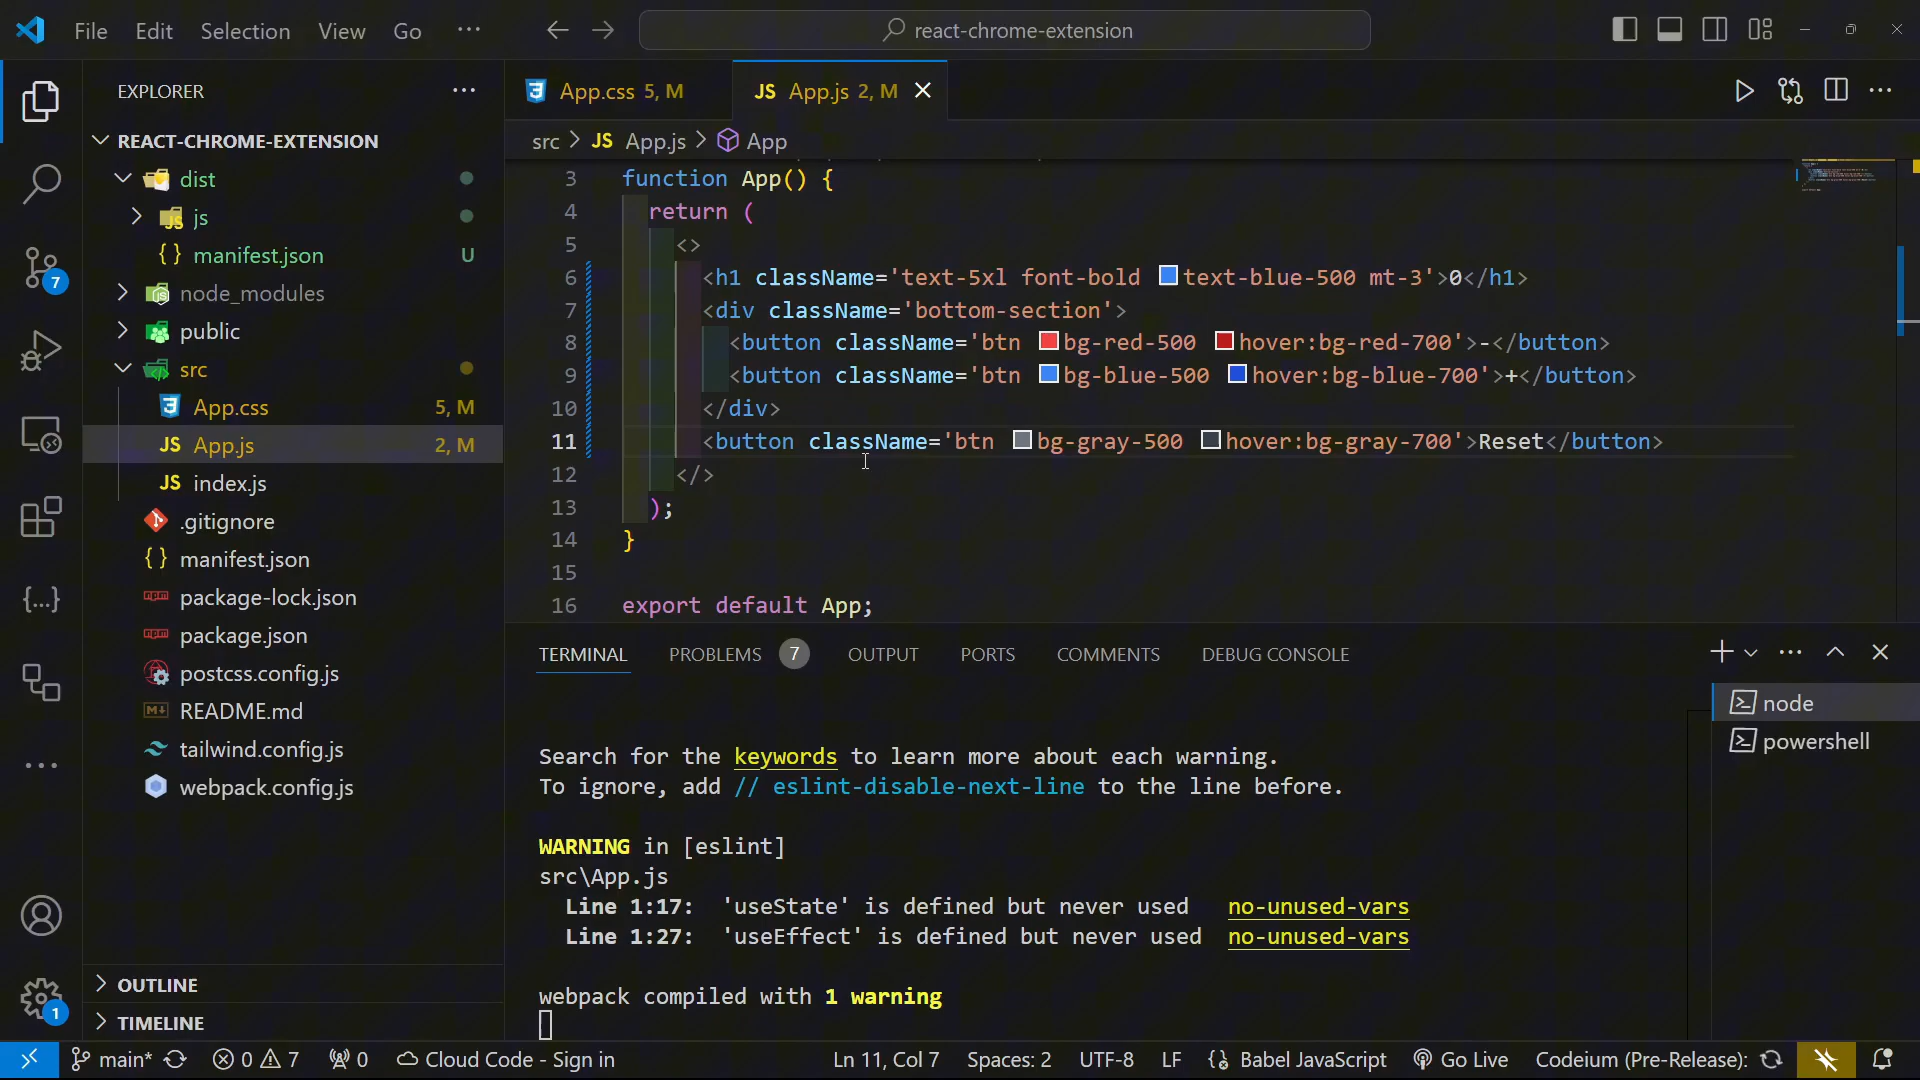 File Edit Selection View Go ··· react-chrome-extension
EXPLORER ···
REACT-CHROME-EXTENSION
dist
js
manifest.json U
node_modules
public
src
App.css 5, M
App.js 2, M
index.js
.gitignore
manifest.json
package-lock.json
package.json
postcss.config.js
README.md
tailwind.config.js
webpack.config.js
OUTLINE
TIMELINE
7
1
App.css 5, M JS App.js 2, M
src > JS App.js > App
3 function App() {
4 return (
5 <>
6 <h1 className='text-5xl font-bold text-blue-500 mt-3'>0</h1>
7 <div className='bottom-section'>
8 <button className='btn bg-red-500 hover:bg-red-700'>-</button>
9 <button className='btn bg-blue-500 hover:bg-blue-700'>+</button>
10 </div>
11 <button className='btn bg-gray-500 hover:bg-gray-700'>Reset</button>
12 </>
13 );
14 }
15
16 export default App;
TERMINAL PROBLEMS 7 OUTPUT PORTS COMMENTS DEBUG CONSOLE
node
powershell
Search for the keywords to learn more about each warning.
To ignore, add // eslint-disable-next-line to the line before.
WARNING in [eslint]
src\App.js
Line 1:17: 'useState' is defined but never used no-unused-vars
Line 1:27: 'useEffect' is defined but never used no-unused-vars
webpack compiled with 1 warning
main* 0 7 0 Cloud Code - Sign in Ln 11, Col 7 Spaces: 2 UTF-8 LF Babel JavaScript Go Live Codeium (Pre-Release):